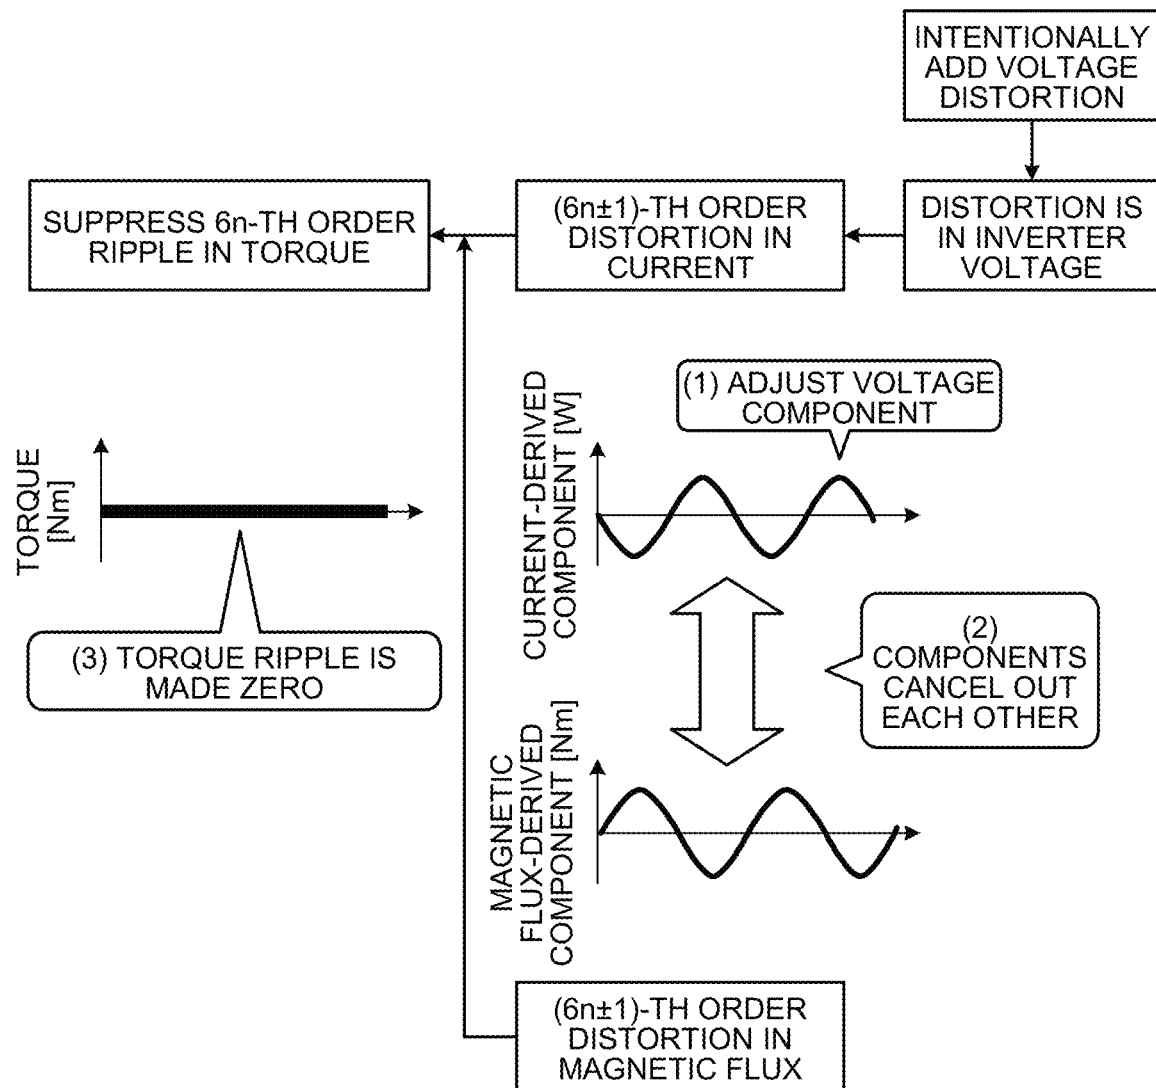 INTENTIONALLY
ADD VOLTAGE
DISTORTION
SUPPRESS 6n-TH ORDER
RIPPLE IN TORQUE
(6n±1)-TH ORDER
DISTORTION IN
CURRENT
DISTORTION IS
IN INVERTER
VOLTAGE
TORQUE
[Nm]
(3) TORQUE RIPPLE IS
MADE ZERO
CURRENT-DERIVED
COMPONENT [W]
(1) ADJUST VOLTAGE
COMPONENT
(2)
COMPONENTS
CANCEL OUT
EACH OTHER
MAGNETIC
FLUX-DERIVED
COMPONENT [Nm]
(6n±1)-TH ORDER
DISTORTION IN
MAGNETIC FLUX